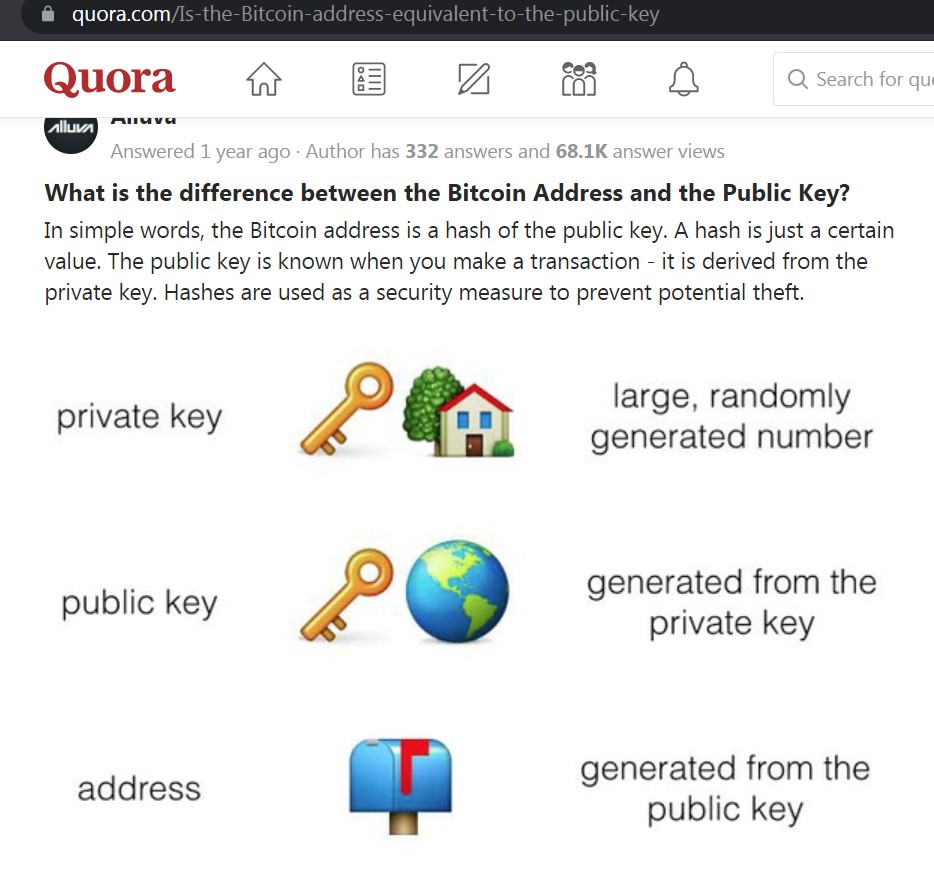 quora.com/Is-the-Bitcoin-address-equivalent-to-the-public-key
Quora
Search for que
Alluva
Alluva
Answered 1 year ago · Author has 332 answers and 68.1K answer views
What is the difference between the Bitcoin Address and the Public Key?
In simple words, the Bitcoin address is a hash of the public key. A hash is just a certain
value. The public key is known when you make a transaction - it is derived from the
private key. Hashes are used as a security measure to prevent potential theft.
private key
large, randomly
generated number
public key
generated from the
private key
address
generated from the
public key